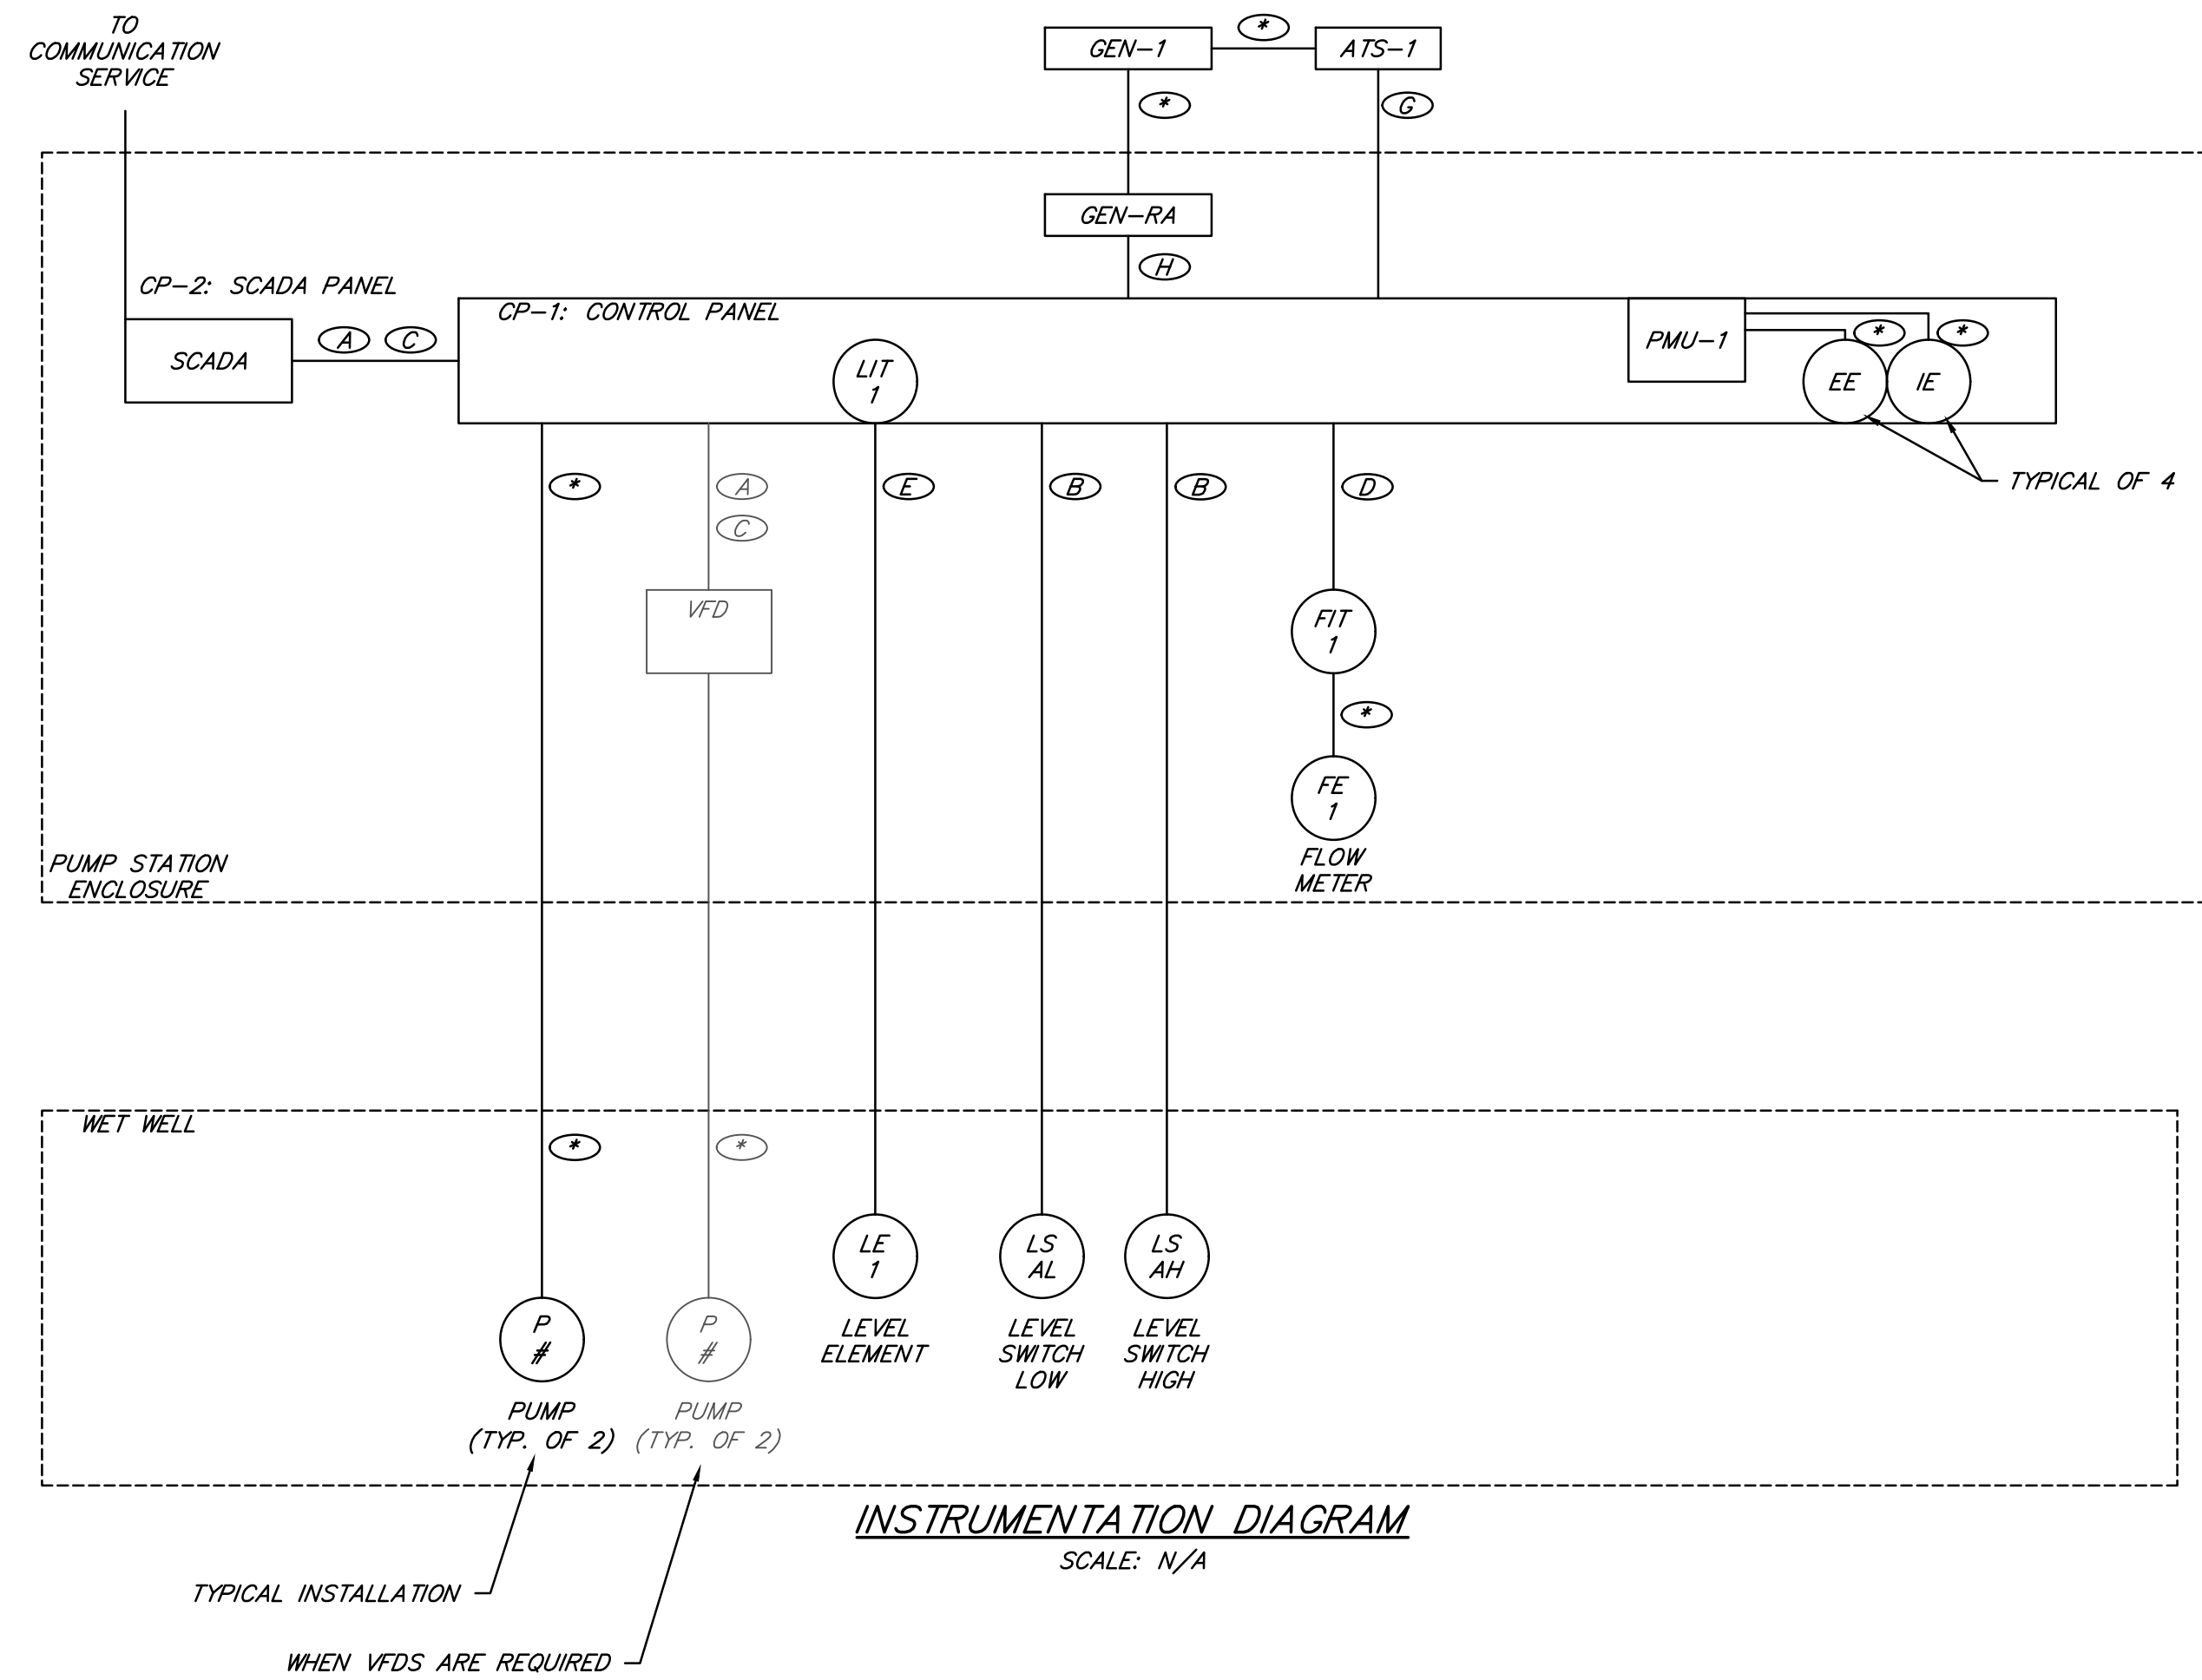 TO
COMMUNICATION
SERVICE
GEN-1
*
ATS-1
*
G
GEN-RA
H
CP-2: SCADA PANEL
SCADA
A
C
CP-1: CONTROL PANEL
LIT
1
PMU-1
*
*
EE
IE
TYPICAL OF 4
*
A
C
E
B
B
D
VFD
FIT
1
*
FE
1
FLOW
METER
PUMP STATION
ENCLOSURE
WET WELL
*
*
LE
1
LEVEL
ELEMENT
LS
AL
LEVEL
SWITCH
LOW
LS
AH
LEVEL
SWITCH
HIGH
P
#
PUMP
(TYP. OF 2)
P
#
PUMP
(TYP. OF 2)
INSTRUMENTATION DIAGRAM
SCALE: N/A
TYPICAL INSTALLATION
WHEN VFDS ARE REQUIRED